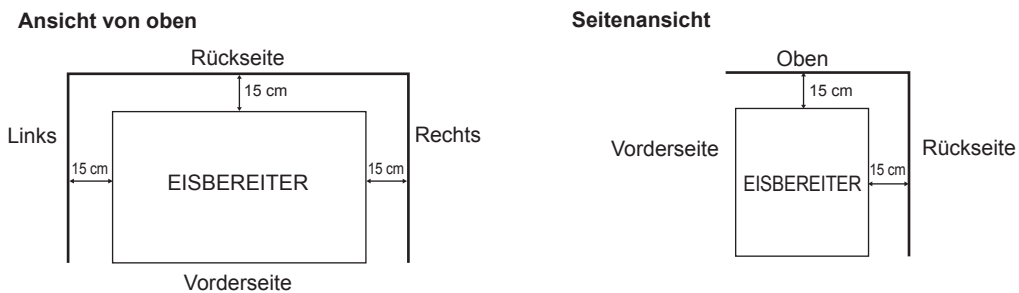 Ansicht von oben
Rückseite
15 cm
Links
Rechts
15 cm
EISBEREITER
15 cm
Vorderseite
Seitenansicht
Oben
15 cm
Vorderseite
Rückseite
EISBEREITER
15 cm